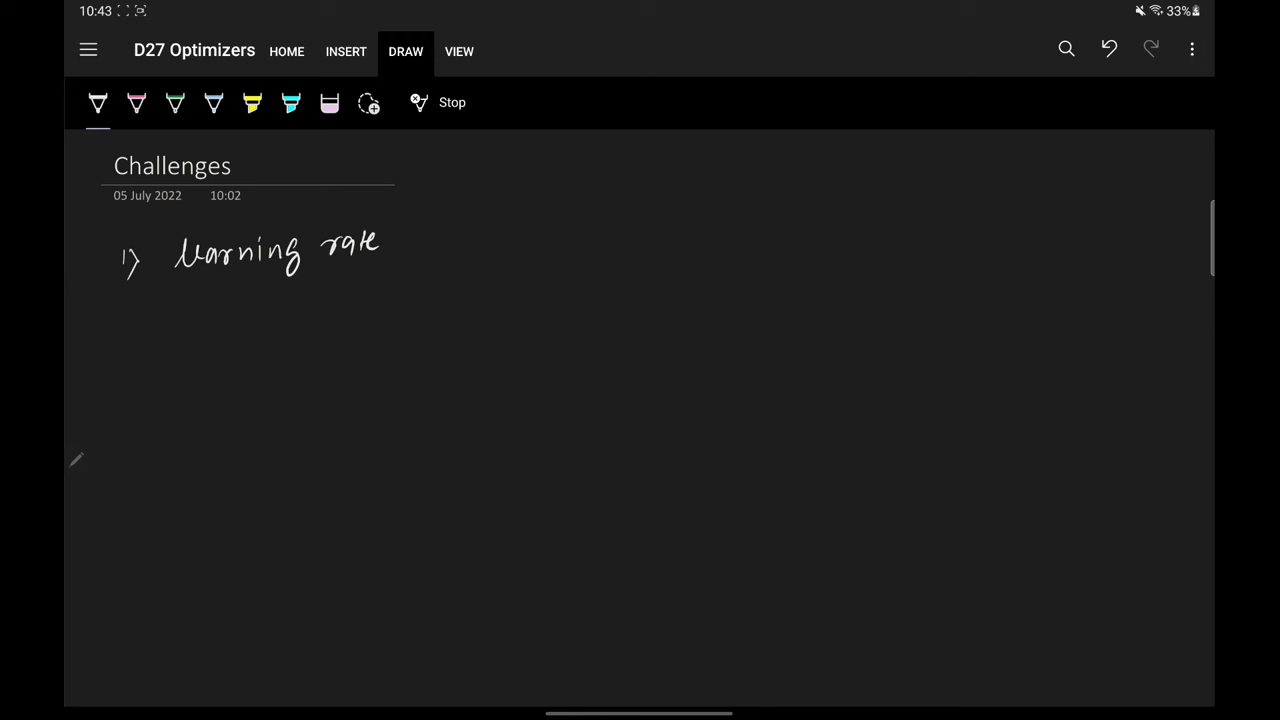 10:43 33%
D27 Optimizers HOME INSERT DRAW VIEW
Stop
Challenges
05 July 2022 10:02
1) learning rate